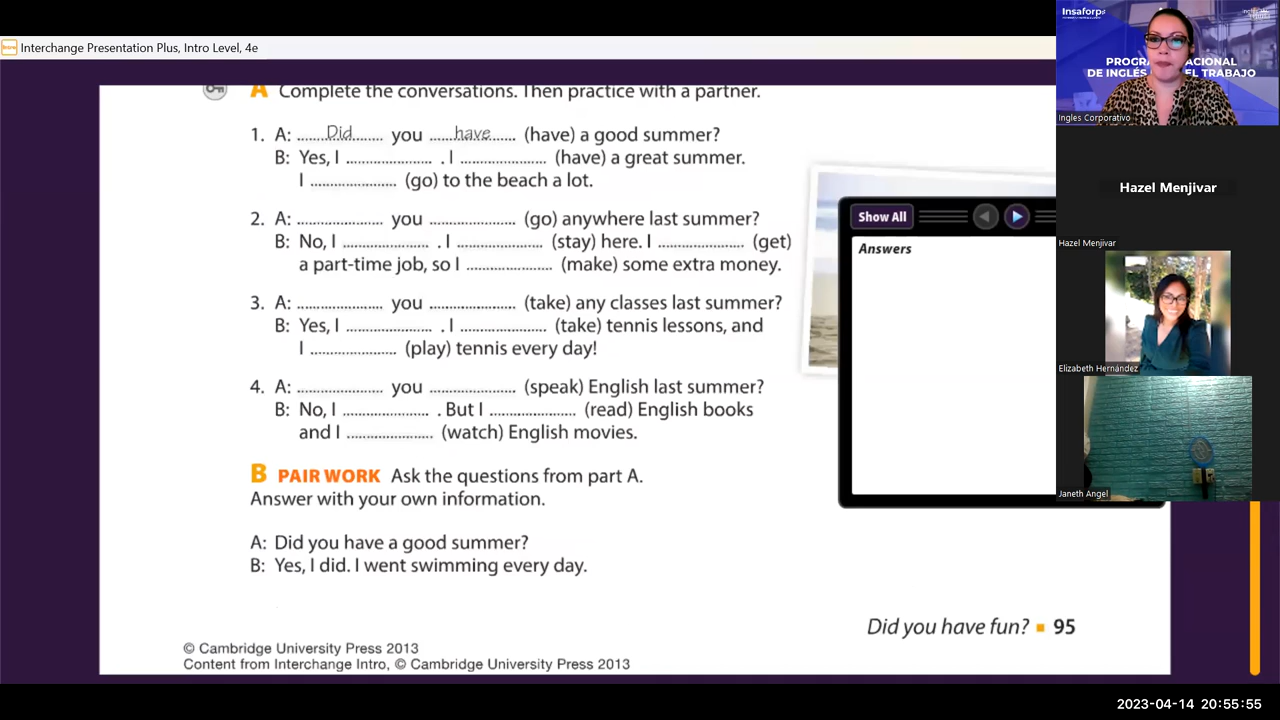 Interchange Presentation Plus, Intro Level, 4e
A Complete the conversations. Then practice with a partner.
1. A: ......Did...... you ......have...... (have) a good summer?
B: Yes, I ...................... . I ...................... (have) a great summer.
I ...................... (go) to the beach a lot.
2. A: ...................... you ...................... (go) anywhere last summer?
B: No, I ...................... . I ...................... (stay) here. I ...................... (get)
a part-time job, so I ...................... (make) some extra money.
3. A: ...................... you ...................... (take) any classes last summer?
B: Yes, I ...................... . I ...................... (take) tennis lessons, and
I ...................... (play) tennis every day!
4. A: ...................... you ...................... (speak) English last summer?
B: No, I ...................... . But I ...................... (read) English books
and I ...................... (watch) English movies.
B PAIR WORK Ask the questions from part A.
Answer with your own information.
A: Did you have a good summer?
B: Yes, I did. I went swimming every day.
Did you have fun? ▪ 95
© Cambridge University Press 2013
Content from Interchange Intro, © Cambridge University Press 2013
Show All
Answers
Insaforp
PROGRA ACIONAL
DE INGLÉS EL TRABAJO
Ingles Corporativo
Hazel Menjivar
Hazel Menjivar
Elizabeth Hernández
Janeth Angel
2023-04-14 20:55:55